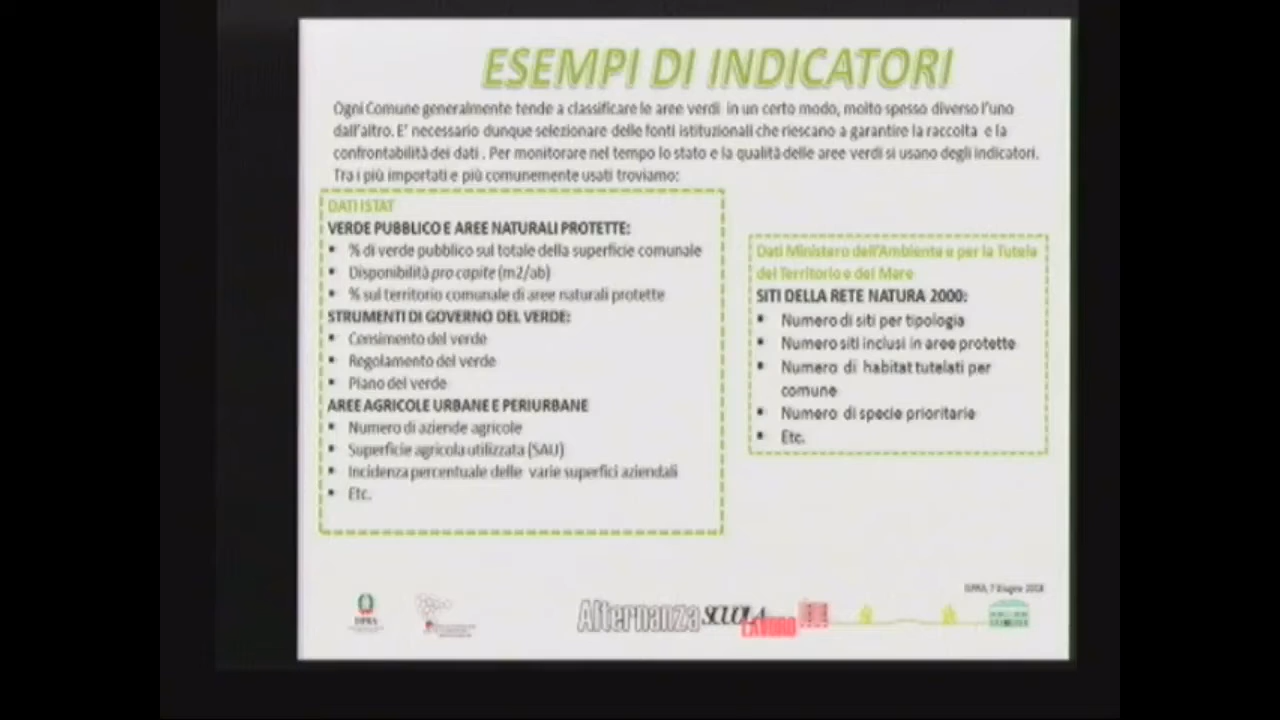 ESEMPI DI INDICATORI
Ogni Comune generalmente tende a classificare le aree verdi in un certo modo, molto spesso diverso l'uno
dall'altro. E' necessario dunque selezionare delle fonti istituzionali che riescano a garantire la raccolta e la
confrontabilità dei dati . Per monitorare nel tempo lo stato e la qualità delle aree verdi si usano degli indicatori.
Tra i più importati e più comunemente usati troviamo:
DATI ISTAT
VERDE PUBBLICO E AREE NATURALI PROTETTE:
▪ % di verde pubblico sul totale della superficie comunale
▪ Disponibilità pro capite (m2/ab)
▪ % sul territorio comunale di aree naturali protette
STRUMENTI DI GOVERNO DEL VERDE:
▪ Censimento del verde
▪ Regolamento del verde
▪ Piano del verde
AREE AGRICOLE URBANE E PERIURBANE
▪ Numero di aziende agricole
▪ Superficie agricola utilizzata (SAU)
▪ Incidenza percentuale delle varie superfici aziendali
▪ Etc.
Dati Ministero dell'Ambiente e per la Tutela
del Territorio e del Mare
SITI DELLA RETE NATURA 2000:
▪ Numero di siti per tipologia
▪ Numero siti inclusi in aree protette
▪ Numero di habitat tutelati per
comune
▪ Numero di specie prioritarie
▪ Etc.
ISPRA, 7 Giugno 2018
ISPRA
Alternanza SCUOLA
LAVORO